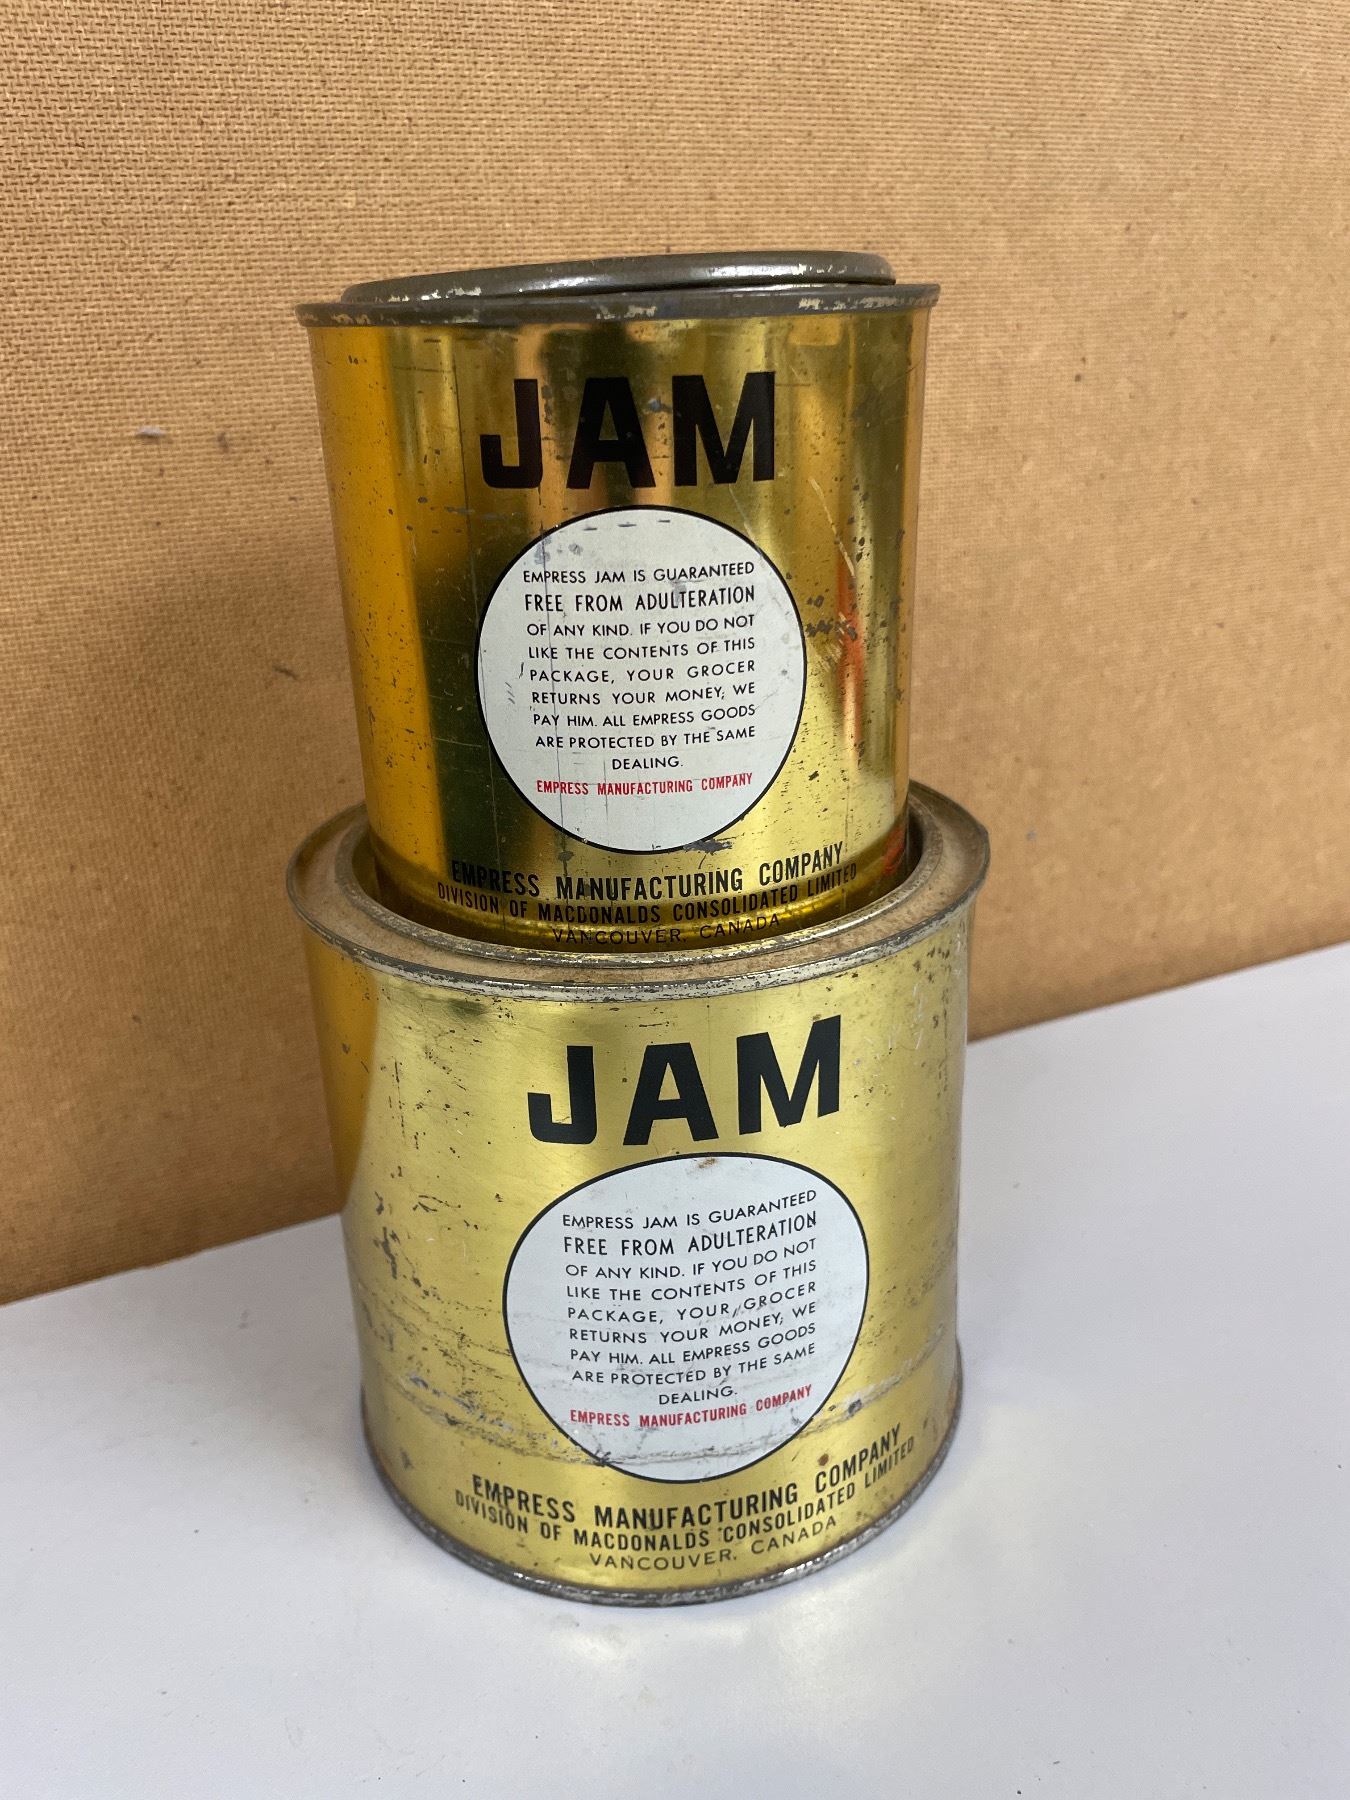 JAM
EMPRESS JAM IS GUARANTEED
FREE FROM ADULTERATION
OF ANY KIND. IF YOU DO NOT
LIKE THE CONTENTS OF THIS
PACKAGE, YOUR GROCER
RETURNS YOUR MONEY; WE
PAY HIM. ALL EMPRESS GOODS
ARE PROTECTED BY THE SAME
DEALING.
EMPRESS MANUFACTURING COMPANY
EMPRESS MANUFACTURING COMPANY
DIVISION OF MACDONALDS CONSOLIDATED LIMITED
VANCOUVER, CANADA
JAM
EMPRESS JAM IS GUARANTEED
FREE FROM ADULTERATION
OF ANY KIND. IF YOU DO NOT
LIKE THE CONTENTS OF THIS
PACKAGE, YOUR GROCER
RETURNS YOUR MONEY; WE
PAY HIM. ALL EMPRESS GOODS
ARE PROTECTED BY THE SAME
DEALING.
EMPRESS MANUFACTURING COMPANY
EMPRESS MANUFACTURING COMPANY
DIVISION OF MACDONALDS CONSOLIDATED LIMITED
VANCOUVER, CANADA